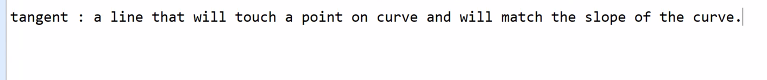 tangent : a line that will touch a point on curve and will match the slope of the curve.